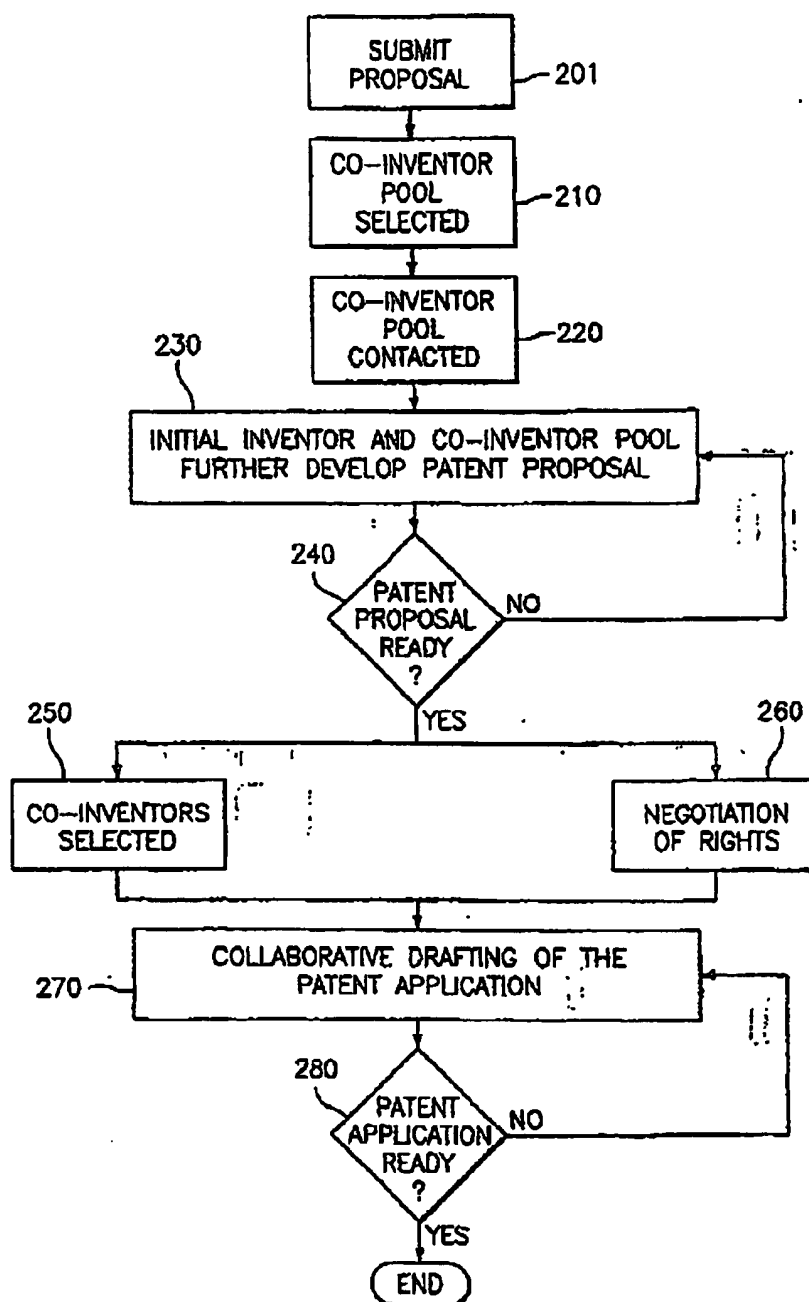 SUBMIT
PROPOSAL
201
CO-INVENTOR
POOL
SELECTED
210
CO-INVENTOR
POOL
CONTACTED
220
230
INITIAL INVENTOR AND CO-INVENTOR POOL
FURTHER DEVELOP PATENT PROPOSAL
240
PATENT
PROPOSAL
READY
?
NO
YES
250
CO-INVENTORS
SELECTED
260
NEGOTIATION
OF RIGHTS
COLLABORATIVE DRAFTING OF THE
PATENT APPLICATION
270
280
PATENT
APPLICATION
READY
?
NO
YES
END